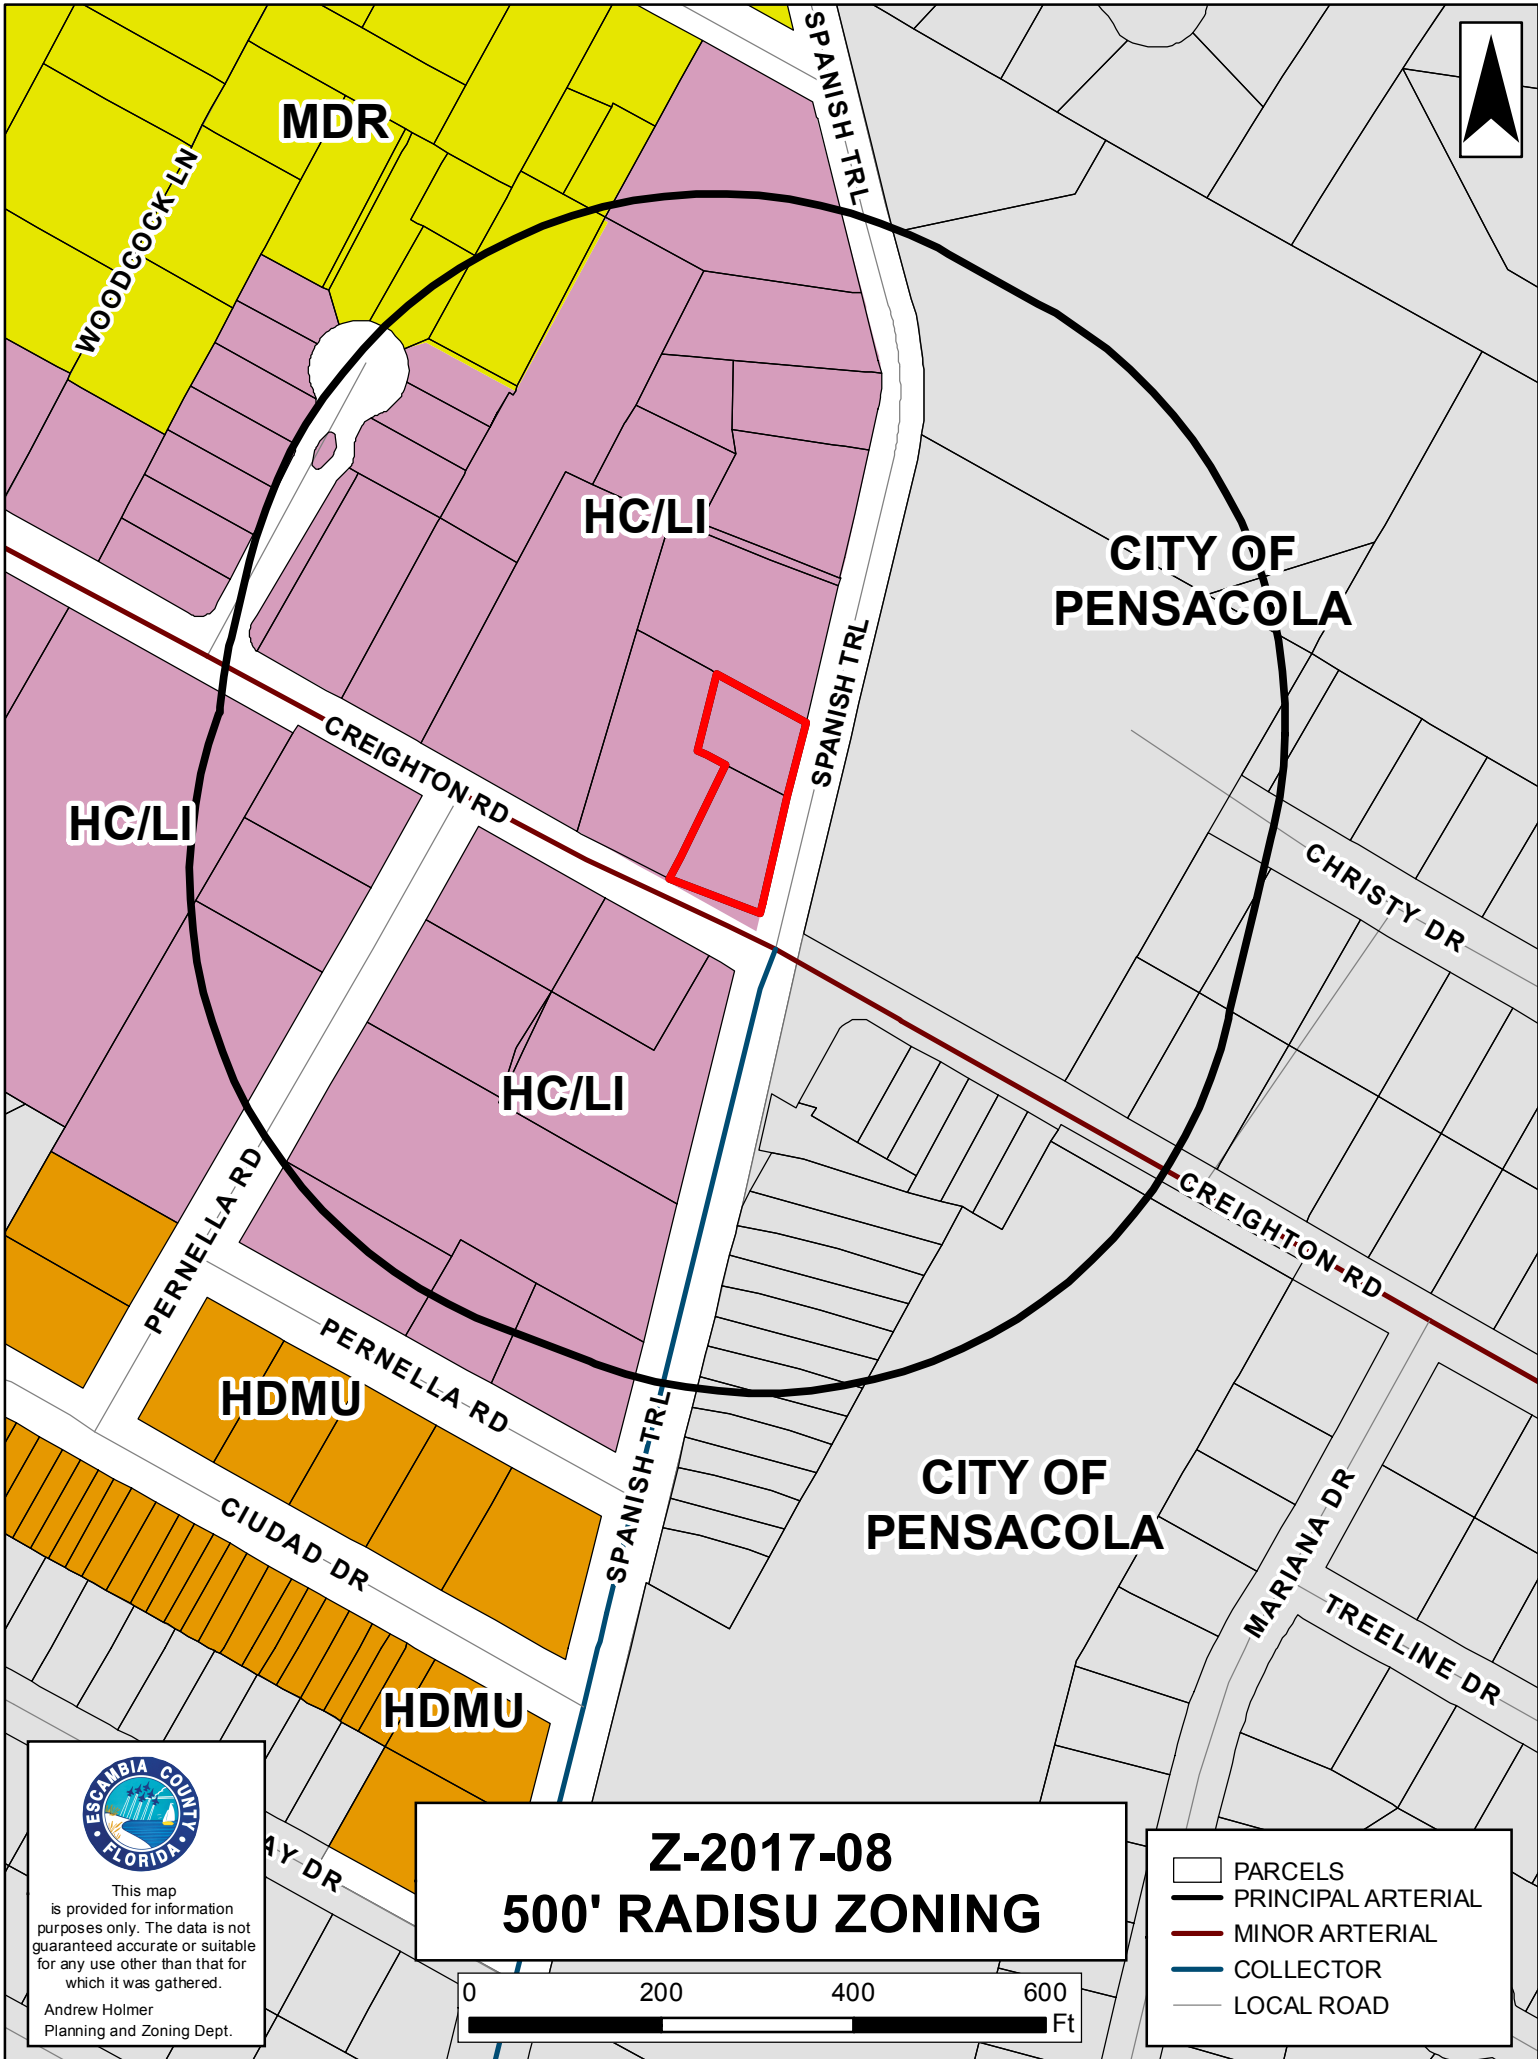 SPANISH TRL
MDR
WOODCOCK LN
HC/LI
CITY OF
PENSACOLA
SPANISH TRL
CREIGHTON RD
HC/LI
CHRISTY DR
HC/LI
PERNELLA RD
CREIGHTON RD
PERNELLA RD
HDMU
SPANISH TRL
CITY OF
PENSACOLA
CIUDAD DR
MARIANA DR
TREELINE DR
HDMU
AY DR
ESCAMBIA COUNTY
FLORIDA
This map
is provided for information
purposes only. The data is not
guaranteed accurate or suitable
for any use other than that for
which it was gathered.
Andrew Holmer
Planning and Zoning Dept.
Z-2017-08
500' RADISU ZONING
0 200 400 600
Ft
PARCELS
PRINCIPAL ARTERIAL
MINOR ARTERIAL
COLLECTOR
LOCAL ROAD